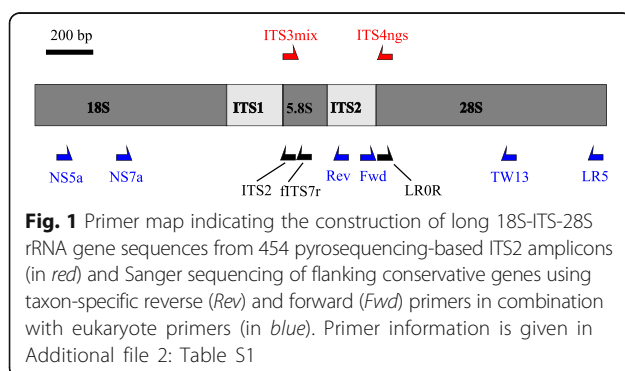 200 bp
ITS3mix ITS4ngs
18S ITS1 5.8S ITS2 28S
NS5a NS7a ITS2 fITS7r Rev Fwd LR0R TW13 LR5
Fig. 1 Primer map indicating the construction of long 18S-ITS-28S
rRNA gene sequences from 454 pyrosequencing-based ITS2 amplicons
(in red) and Sanger sequencing of flanking conservative genes using
taxon-specific reverse (Rev) and forward (Fwd) primers in combination
with eukaryote primers (in blue). Primer information is given in
Additional file 2: Table S1